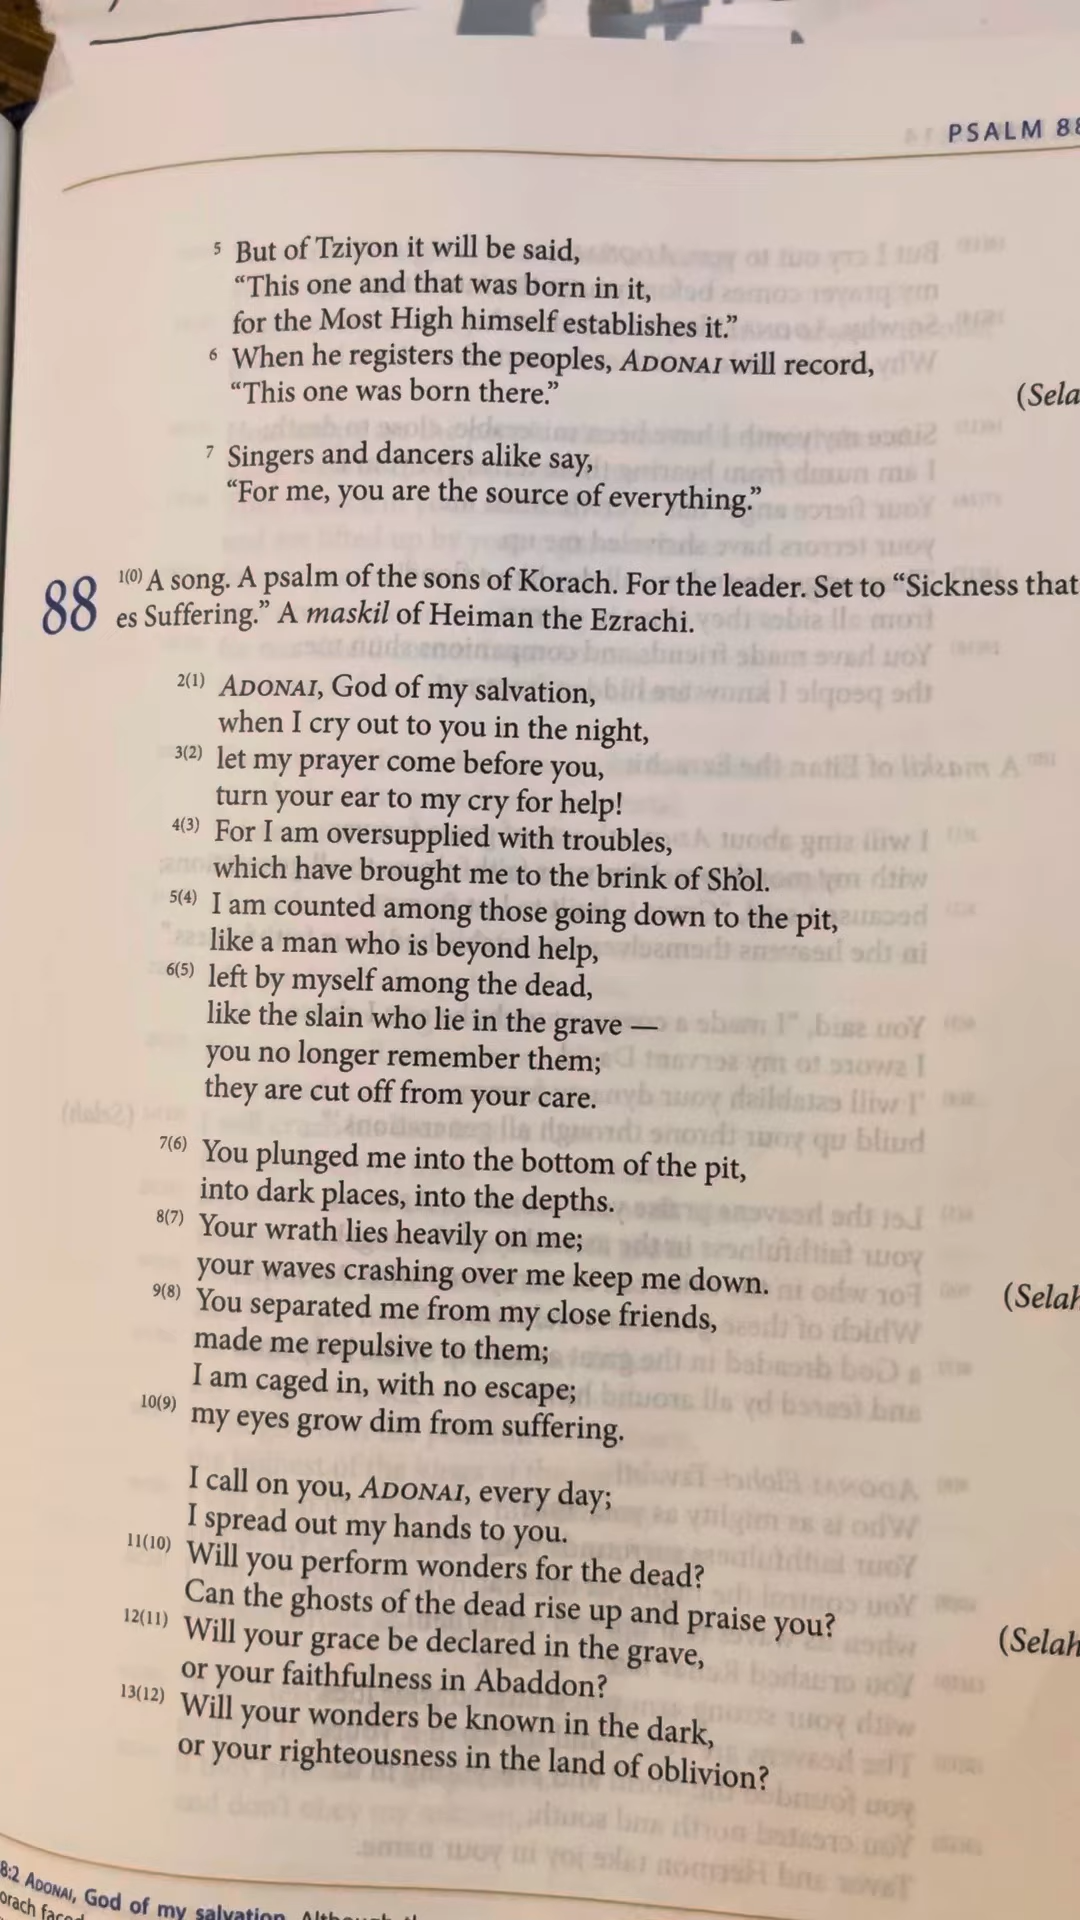 PSALM 88
5 But of Tziyon it will be said,
“This one and that was born in it,
for the Most High himself establishes it.”
6 When he registers the peoples, ADONAI will record,
“This one was born there.” (Sela
7 Singers and dancers alike say,
“For me, you are the source of everything.”
88 1(0) A song. A psalm of the sons of Korach. For the leader. Set to “Sickness that
es Suffering.” A maskil of Heiman the Ezrachi.
2(1) ADONAI, God of my salvation,
when I cry out to you in the night,
3(2) let my prayer come before you,
turn your ear to my cry for help!
4(3) For I am oversupplied with troubles,
which have brought me to the brink of Sh’ol.
5(4) I am counted among those going down to the pit,
like a man who is beyond help,
6(5) left by myself among the dead,
like the slain who lie in the grave —
you no longer remember them;
they are cut off from your care.
7(6) You plunged me into the bottom of the pit,
into dark places, into the depths.
8(7) Your wrath lies heavily on me;
your waves crashing over me keep me down. (Selah
9(8) You separated me from my close friends,
made me repulsive to them;
I am caged in, with no escape;
10(9) my eyes grow dim from suffering.
I call on you, ADONAI, every day;
I spread out my hands to you.
11(10) Will you perform wonders for the dead?
Can the ghosts of the dead rise up and praise you? (Selah
12(11) Will your grace be declared in the grave,
or your faithfulness in Abaddon?
13(12) Will your wonders be known in the dark,
or your righteousness in the land of oblivion?
8:2 ADONAI, God of my salvation.
orach